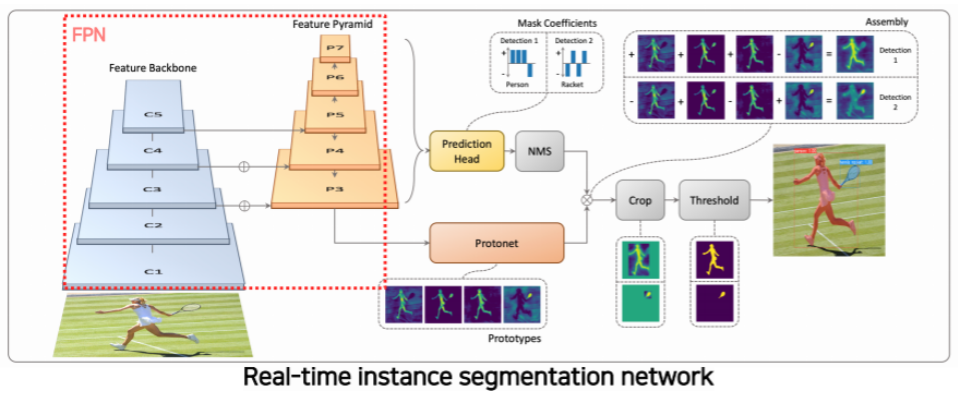 FPN
Feature Pyramid
Feature Backbone
P7
P6
P5
P4
P3
C5
C4
C3
C2
C1
Mask Coefficients
Detection 1
Detection 2
+
-
+
-
Person
Racket
Assembly
+ + + - =
Detection
1
- + - + =
Detection
2
Prediction
Head
NMS
Crop
Threshold
Protonet
Prototypes
Real-time instance segmentation network